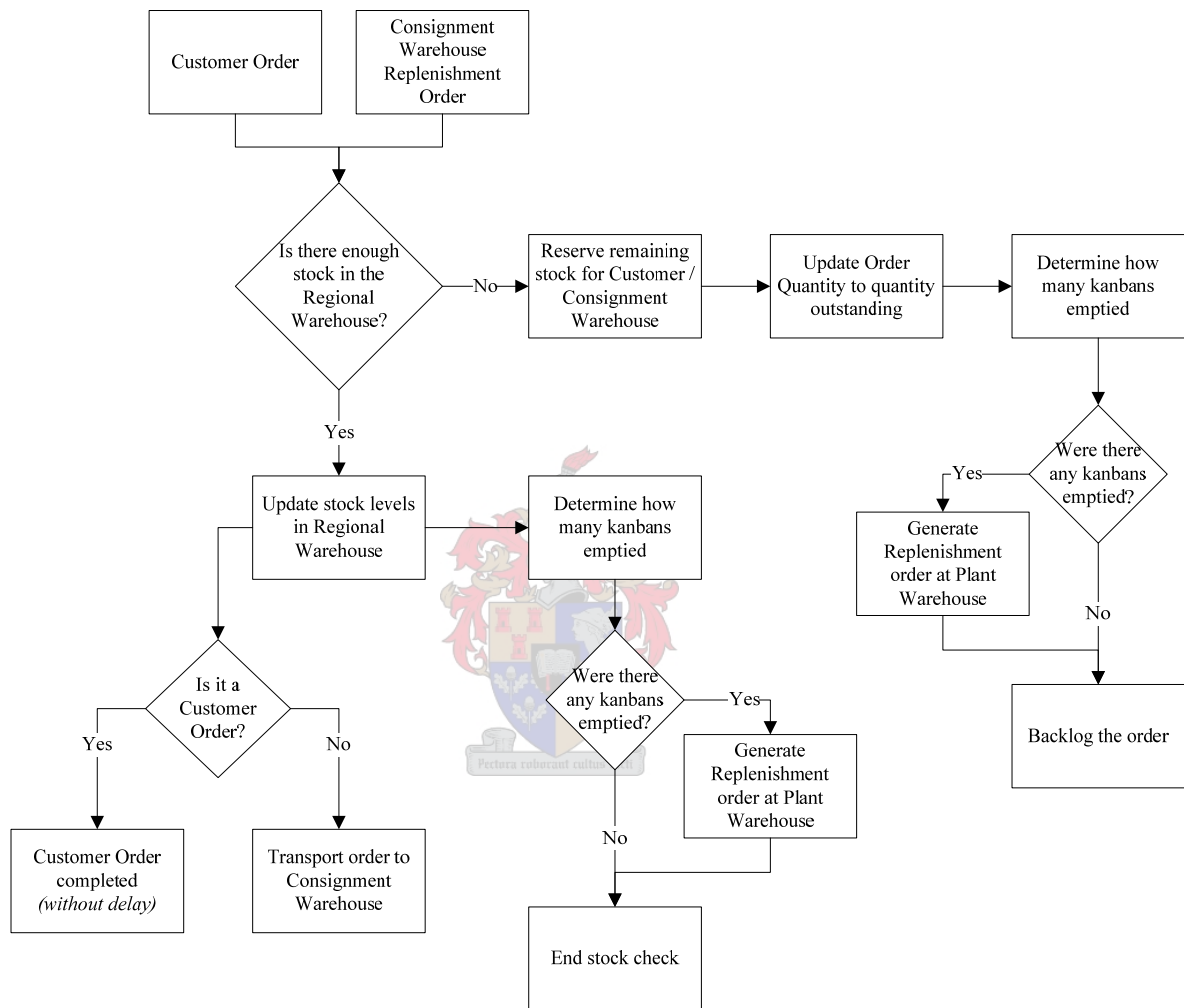 Customer Order
Consignment
Warehouse
Replenishment
Order
Is there enough
stock in the
Regional
Warehouse?
No
Reserve remaining
stock for Customer /
Consignment
Warehouse
Update Order
Quantity to quantity
outstanding
Determine how
many kanbans
emptied
Yes
Were there
any kanbans
emptied?
Yes
Generate
Replenishment
order at Plant
Warehouse
No
Backlog the order
Update stock levels
in Regional
Warehouse
Determine how
many kanbans
emptied
Is it a
Customer
Order?
Yes
No
Were there
any kanbans
emptied?
Yes
Generate
Replenishment
order at Plant
Warehouse
No
Customer Order
completed
(without delay)
Transport order to
Consignment
Warehouse
End stock check
Pectora roborant cultus recti